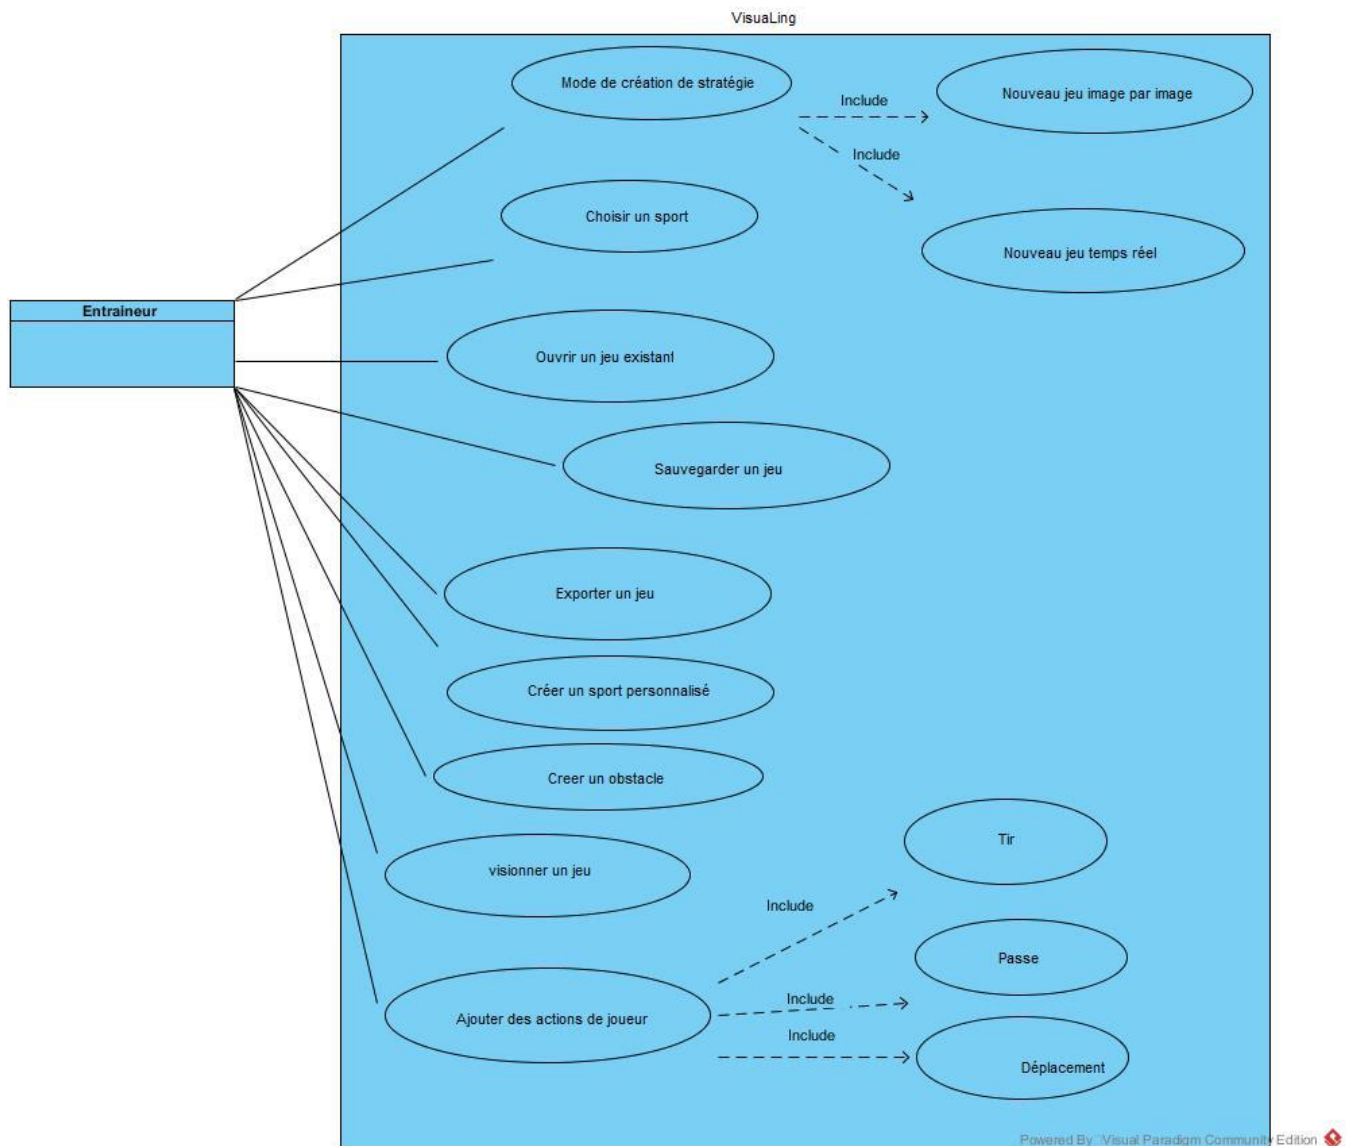 VisuaLing
Mode de création de stratégie
Include
Nouveau jeu image par image
Include
Choisir un sport
Nouveau jeu temps réel
Entraineur
Ouvrir un jeu existant
Sauvegarder un jeu
Exporter un jeu
Créer un sport personnalisé
Creer un obstacle
Tir
visionner un jeu
Include
Passe
Include
Ajouter des actions de joueur
Include
Déplacement
Powered By Visual Paradigm Community Edition